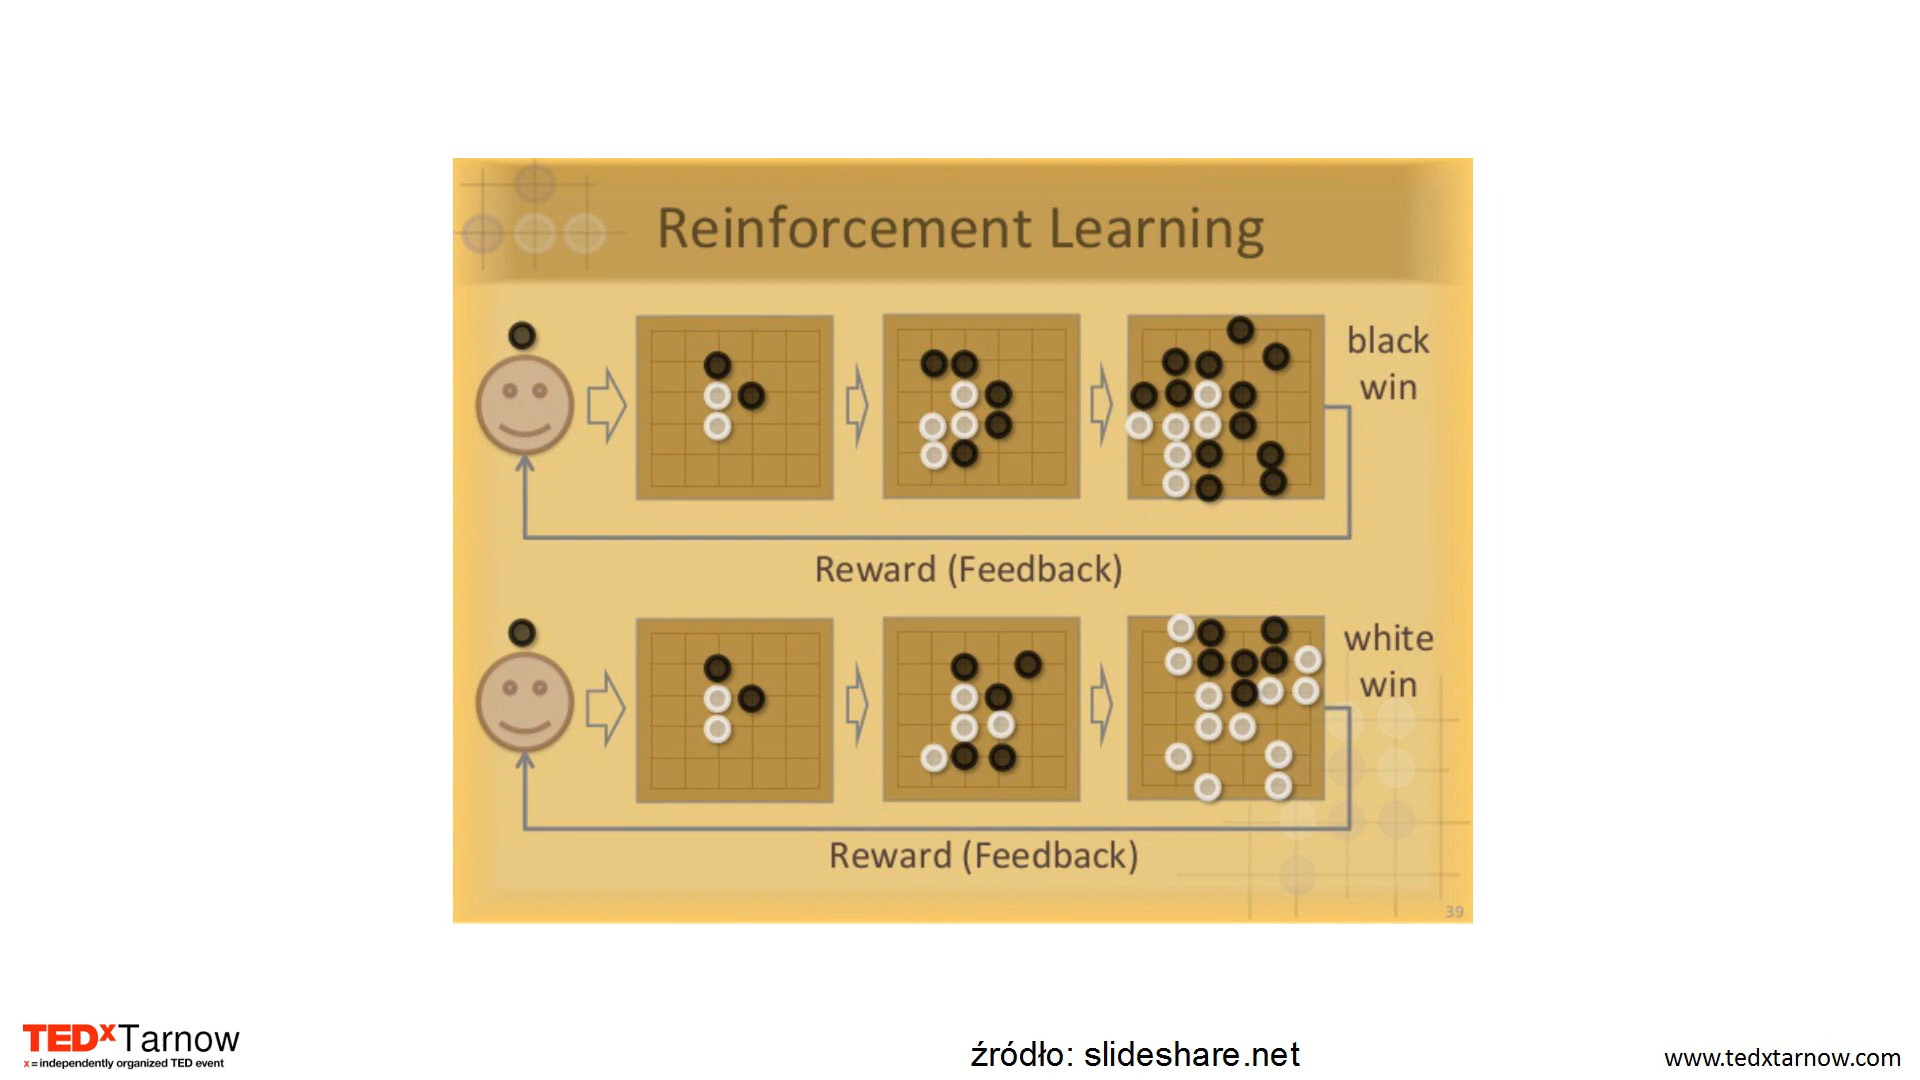 Reinforcement Learning
black
win
Reward (Feedback)
white
win
Reward (Feedback)
39
TEDxTarnow
x = independently organized TED event
źródło: slideshare.net
www.tedxtarnow.com